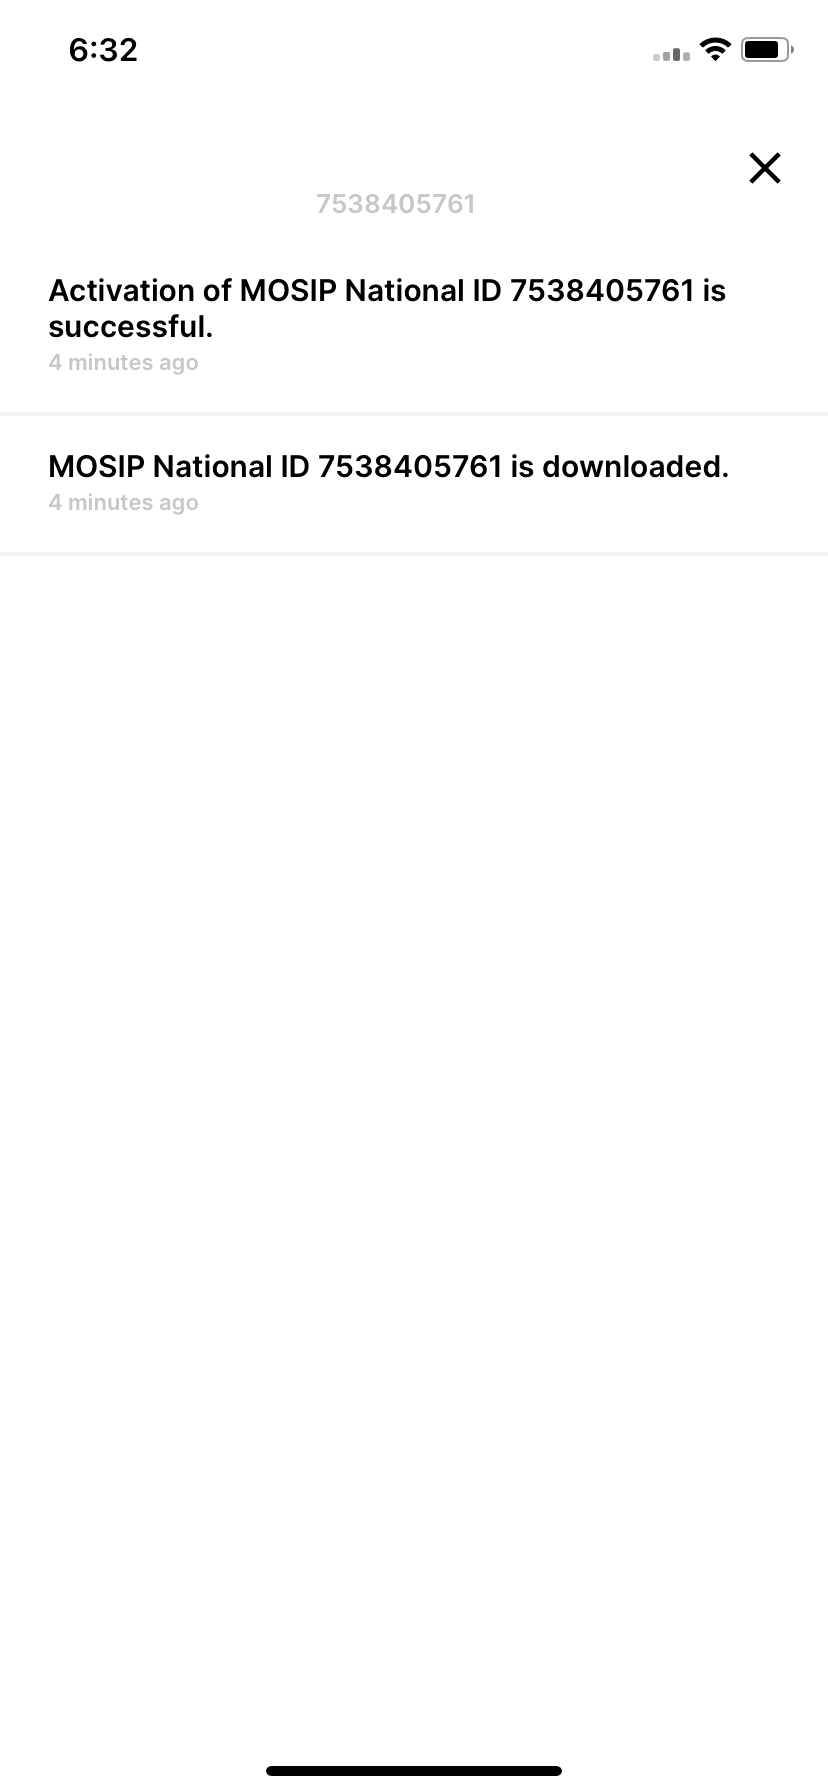 6:32
7538405761
Activation of MOSIP National ID 7538405761 is
successful.
4 minutes ago
MOSIP National ID 7538405761 is downloaded.
4 minutes ago